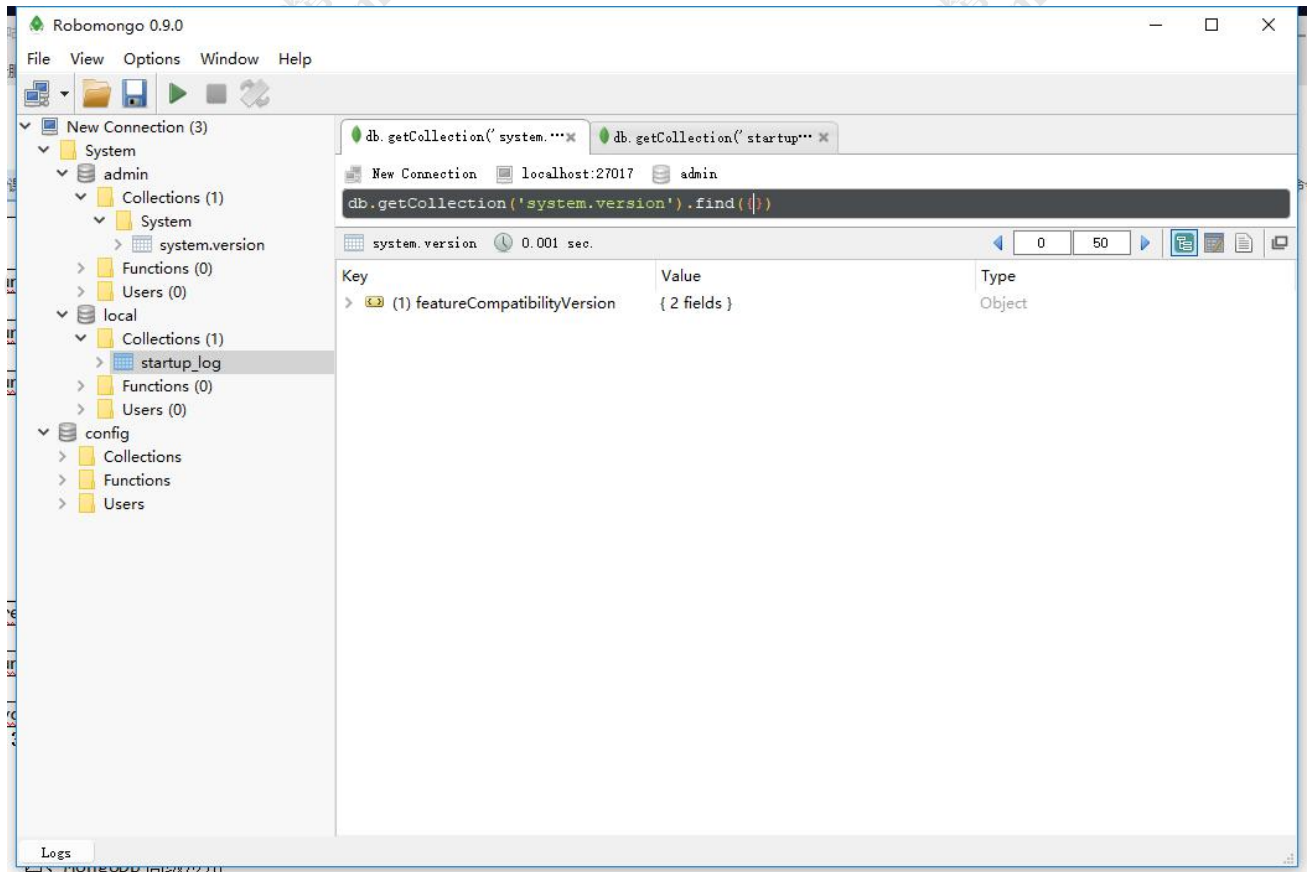 Robomongo 0.9.0
File View Options Window Help
New Connection (3)
System
admin
Collections (1)
System
system.version
Functions (0)
Users (0)
local
Collections (1)
startup_log
Functions (0)
Users (0)
config
Collections
Functions
Users
db.getCollection('system.… db.getCollection('startup…
New Connection localhost:27017 admin
db.getCollection('system.version').find({})
system.version 0.001 sec. 0 50
Key Value Type
(1) featureCompatibilityVersion { 2 fields } Object
Logs